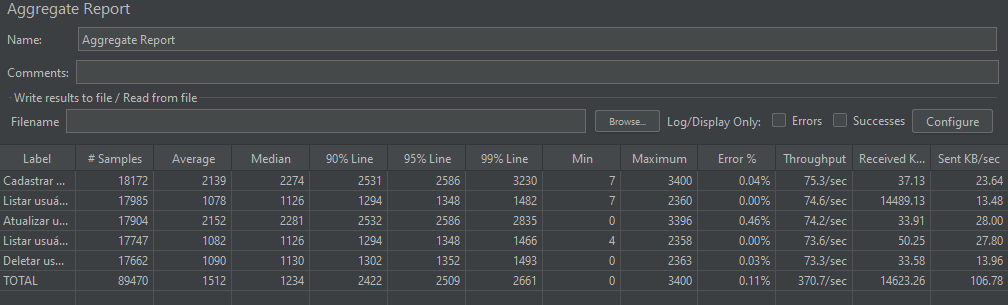 Aggregate Report
Name: Aggregate Report
Comments:
Write results to file / Read from file
Filename Browse... Log/Display Only: Errors Successes Configure
Label # Samples Average Median 90% Line 95% Line 99% Line Min Maximum Error % Throughput Received K... Sent KB/sec
Cadastrar ... 18172 2139 2274 2531 2586 3230 7 3400 0.04% 75.3/sec 37.13 23.64
Listar usuá... 17985 1078 1126 1294 1348 1482 7 2360 0.00% 74.6/sec 14489.13 13.48
Atualizar u... 17904 2152 2281 2532 2586 2835 0 3396 0.46% 74.2/sec 33.91 28.00
Listar usuá... 17747 1082 1126 1294 1348 1466 4 2358 0.00% 73.6/sec 50.25 27.80
Deletar us... 17662 1090 1130 1302 1352 1493 0 2363 0.03% 73.2/sec 33.58 13.96
TOTAL 89470 1512 1234 2422 2509 2661 0 3400 0.11% 370.7/sec 14623.26 106.78